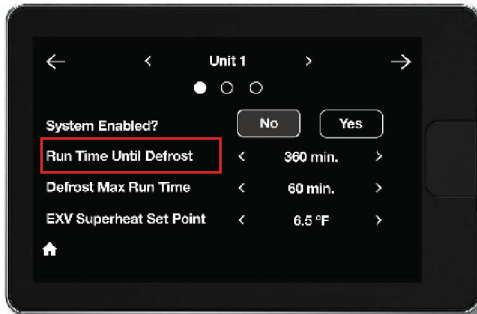 Unit 1
System Enabled? No Yes
Run Time Until Defrost 360 min.
Defrost Max Run Time 60 min.
EXV Superheat Set Point 6.5 °F